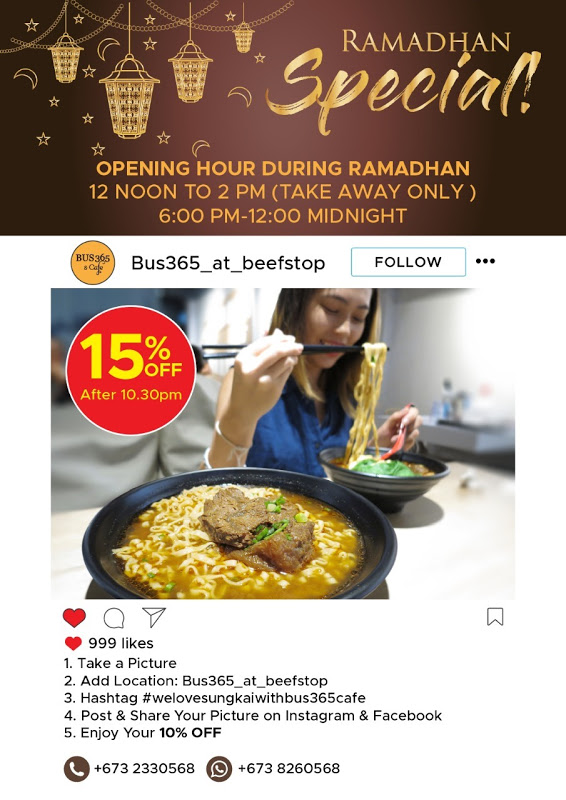 RAMADHAN
Special!
OPENING HOUR DURING RAMADHAN
12 NOON TO 2 PM (TAKE AWAY ONLY )
6:00 PM-12:00 MIDNIGHT
BUS365
& Cafe
Bus365_at_beefstop
FOLLOW
15% OFF
After 10.30pm
999 likes
1. Take a Picture
2. Add Location: Bus365_at_beefstop
3. Hashtag #welovesungkaiwithbus365cafe
4. Post & Share Your Picture on Instagram & Facebook
5. Enjoy Your 10% OFF
+673 2330568
+673 8260568